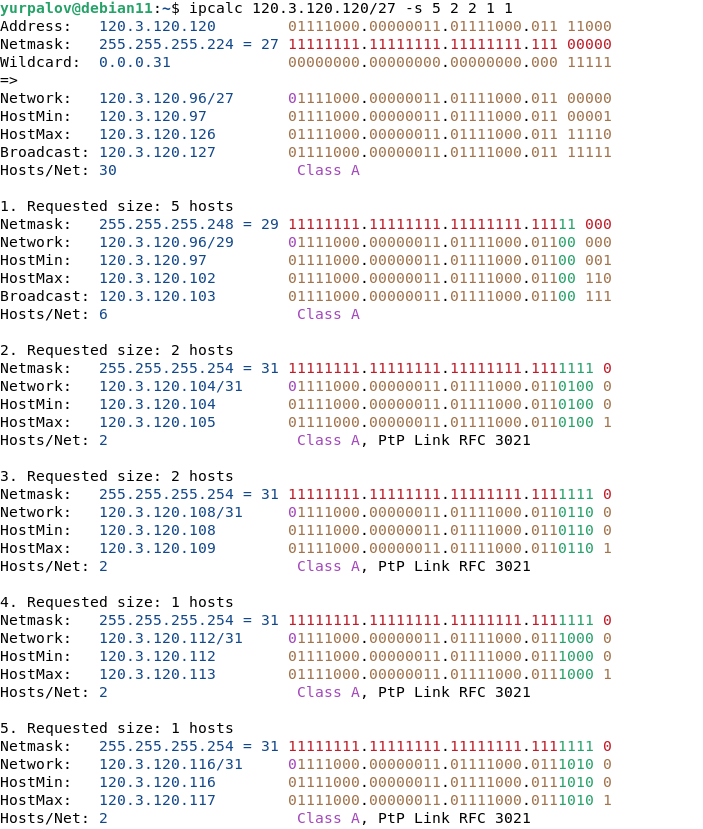 yurpalov@debian11:~$ ipcalc 120.3.120.120/27 -s 5 2 2 1 1
Address:   120.3.120.120        01111000.00000011.01111000.011 11000
Netmask:   255.255.255.224 = 27 11111111.11111111.11111111.111 00000
Wildcard:  0.0.0.31             00000000.00000000.00000000.000 11111
=>
Network:   120.3.120.96/27      01111000.00000011.01111000.011 00000
HostMin:   120.3.120.97         01111000.00000011.01111000.011 00001
HostMax:   120.3.120.126        01111000.00000011.01111000.011 11110
Broadcast: 120.3.120.127        01111000.00000011.01111000.011 11111
Hosts/Net: 30                    Class A

1. Requested size: 5 hosts
Netmask:   255.255.255.248 = 29 11111111.11111111.11111111.11111 000
Network:   120.3.120.96/29      01111000.00000011.01111000.01100 000
HostMin:   120.3.120.97         01111000.00000011.01111000.01100 001
HostMax:   120.3.120.102        01111000.00000011.01111000.01100 110
Broadcast: 120.3.120.103        01111000.00000011.01111000.01100 111
Hosts/Net: 6                     Class A

2. Requested size: 2 hosts
Netmask:   255.255.255.254 = 31 11111111.11111111.11111111.1111111 0
Network:   120.3.120.104/31     01111000.00000011.01111000.0110100 0
HostMin:   120.3.120.104        01111000.00000011.01111000.0110100 0
HostMax:   120.3.120.105        01111000.00000011.01111000.0110100 1
Hosts/Net: 2                     Class A, PtP Link RFC 3021

3. Requested size: 2 hosts
Netmask:   255.255.255.254 = 31 11111111.11111111.11111111.1111111 0
Network:   120.3.120.108/31     01111000.00000011.01111000.0110110 0
HostMin:   120.3.120.108        01111000.00000011.01111000.0110110 0
HostMax:   120.3.120.109        01111000.00000011.01111000.0110110 1
Hosts/Net: 2                     Class A, PtP Link RFC 3021

4. Requested size: 1 hosts
Netmask:   255.255.255.254 = 31 11111111.11111111.11111111.1111111 0
Network:   120.3.120.112/31     01111000.00000011.01111000.0111000 0
HostMin:   120.3.120.112        01111000.00000011.01111000.0111000 0
HostMax:   120.3.120.113        01111000.00000011.01111000.0111000 1
Hosts/Net: 2                     Class A, PtP Link RFC 3021

5. Requested size: 1 hosts
Netmask:   255.255.255.254 = 31 11111111.11111111.11111111.1111111 0
Network:   120.3.120.116/31     01111000.00000011.01111000.0111010 0
HostMin:   120.3.120.116        01111000.00000011.01111000.0111010 0
HostMax:   120.3.120.117        01111000.00000011.01111000.0111010 1
Hosts/Net: 2                     Class A, PtP Link RFC 3021